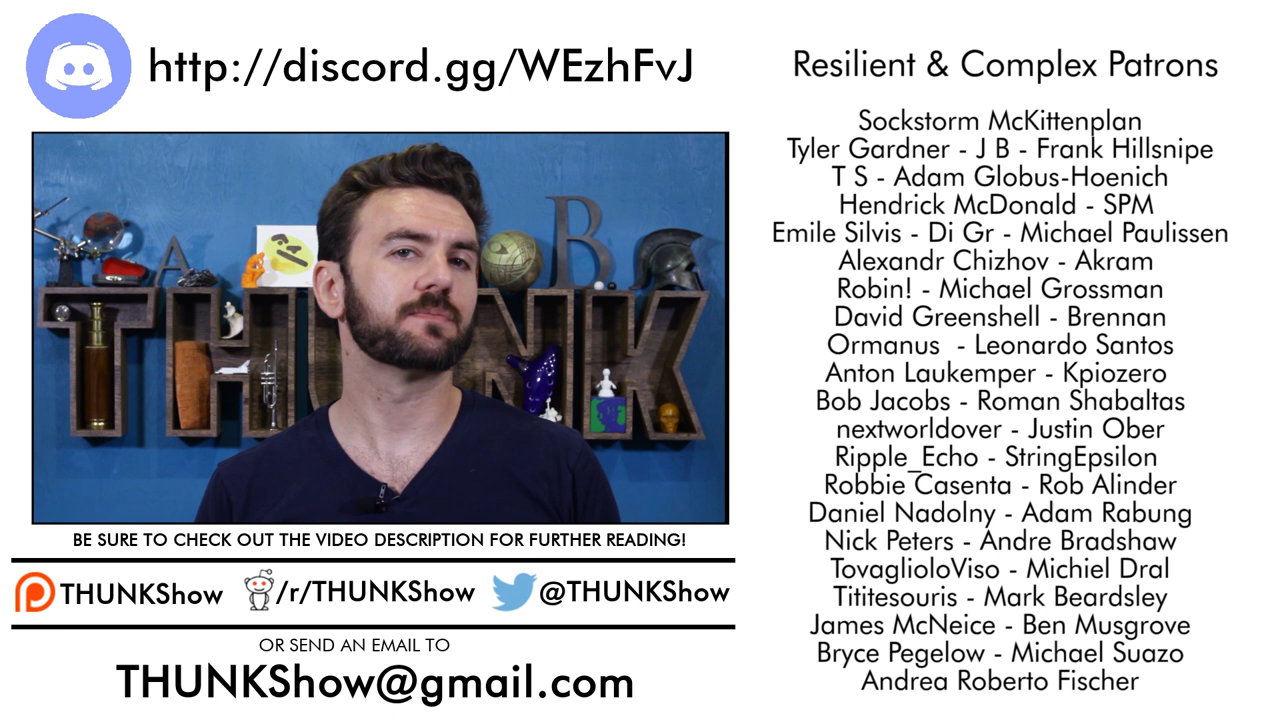 http://discord.gg/WEzhFvJ
A
B
THUNK
BE SURE TO CHECK OUT THE VIDEO DESCRIPTION FOR FURTHER READING!
THUNKShow
/r/THUNKShow
@THUNKShow
OR SEND AN EMAIL TO
THUNKShow@gmail.com
Resilient & Complex Patrons
Sockstorm McKittenplan
Tyler Gardner - J B - Frank Hillsnipe
T S - Adam Globus-Hoenich
Hendrick McDonald - SPM
Emile Silvis - Di Gr - Michael Paulissen
Alexandr Chizhov - Akram
Robin! - Michael Grossman
David Greenshell - Brennan
Ormanus  - Leonardo Santos
Anton Laukemper - Kpiozero
Bob Jacobs - Roman Shabaltas
nextworldover - Justin Ober
Ripple_Echo - StringEpsilon
Robbie Casenta - Rob Alinder
Daniel Nadolny - Adam Rabung
Nick Peters - Andre Bradshaw
TovaglioloViso - Michiel Dral
Tititesouris - Mark Beardsley
James McNeice - Ben Musgrove
Bryce Pegelow - Michael Suazo
Andrea Roberto Fischer